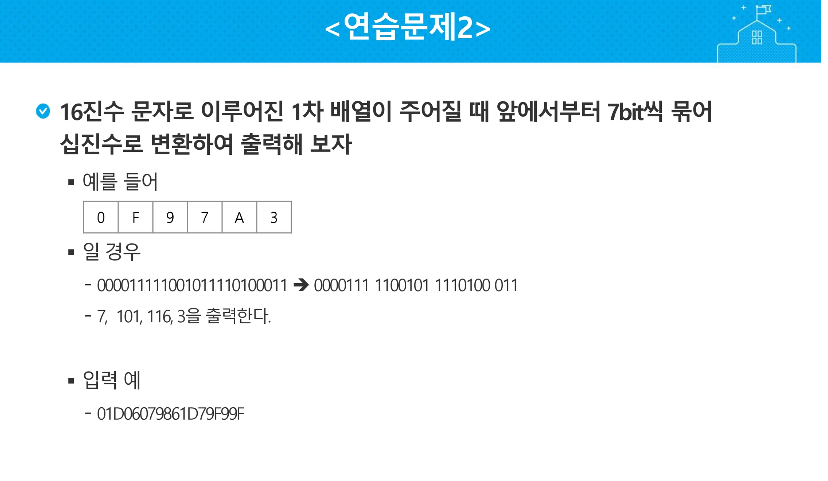 <연습문제2>
16진수 문자로 이루어진 1차 배열이 주어질 때 앞에서부터 7bit씩 묶어
십진수로 변환하여 출력해 보자
▪ 예를 들어
0 F 9 7 A 3
▪ 일 경우
- 000011111001011110100011 ➔ 0000111 1100101 1110100 011
- 7, 101, 116, 3을 출력한다.
▪ 입력 예
- 01D06079861D79F99F